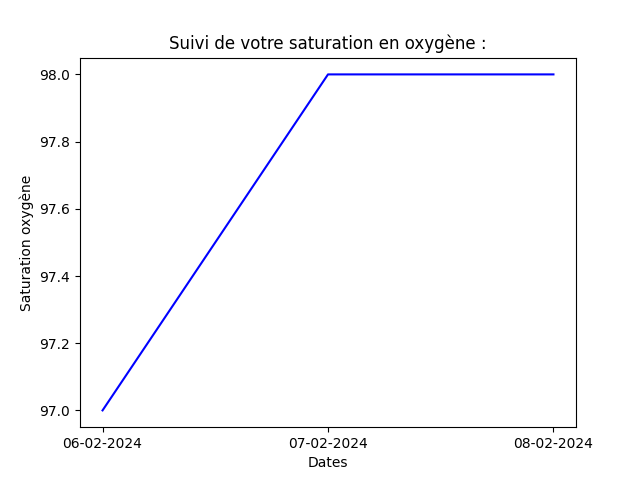 Suivi de votre saturation en oxygène :
98.0
97.8
97.6
97.4
97.2
97.0
Saturation oxygène
06-02-2024 07-02-2024 08-02-2024
Dates